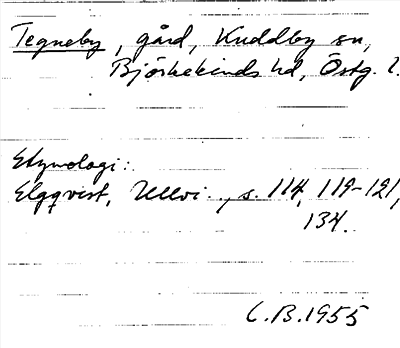 Tegneby, gård, Kuddby sn,
Björkekinds hd, Östg. l.
Etymologi:
Elgqvist, Ullvi., s. 114, 119-121,
134.
C.B. 1955